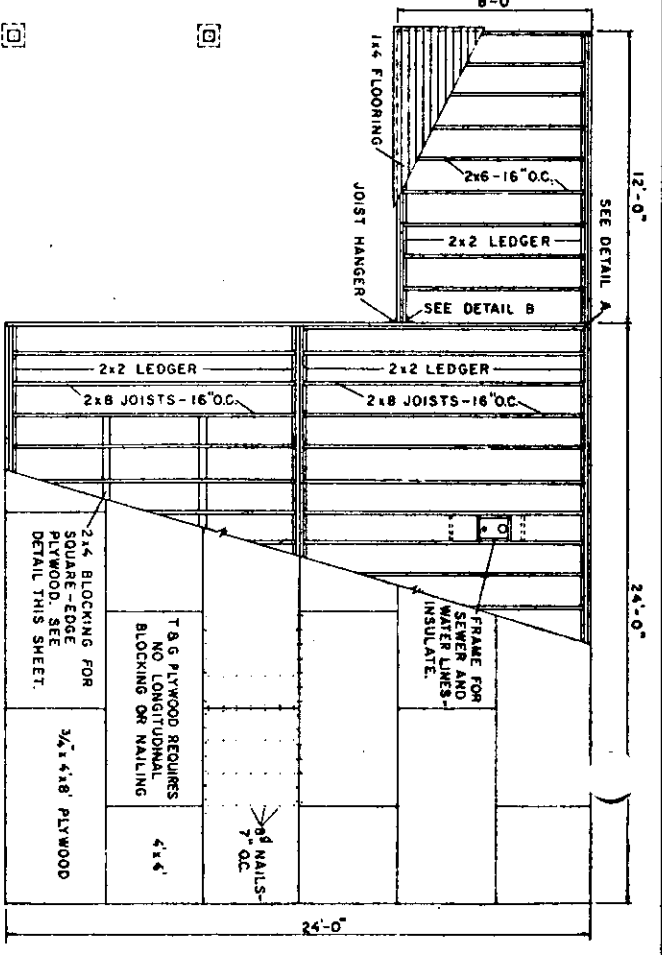 8'-0"
12'-0"
1x4 FLOORING
2x6-16"O.C.
SEE DETAIL A
2x2 LEDGER
JOIST HANGER
SEE DETAIL B
2x2 LEDGER
2x2 LEDGER
2x8 JOISTS-16"O.C.
2x8 JOISTS-16"O.C.
24'-0"
2x4 BLOCKING FOR
SQUARE-EDGE
PLYWOOD. SEE
DETAIL THIS SHEET.
T&G PLYWOOD REQUIRES
NO LONGITUDINAL
BLOCKING OR NAILING
FRAME FOR
SEWER AND
WATER LINES-
INSULATE.
3/4"x4'x8' PLYWOOD
4'x4'
8d NAILS-
7" O.C.
24'-0"